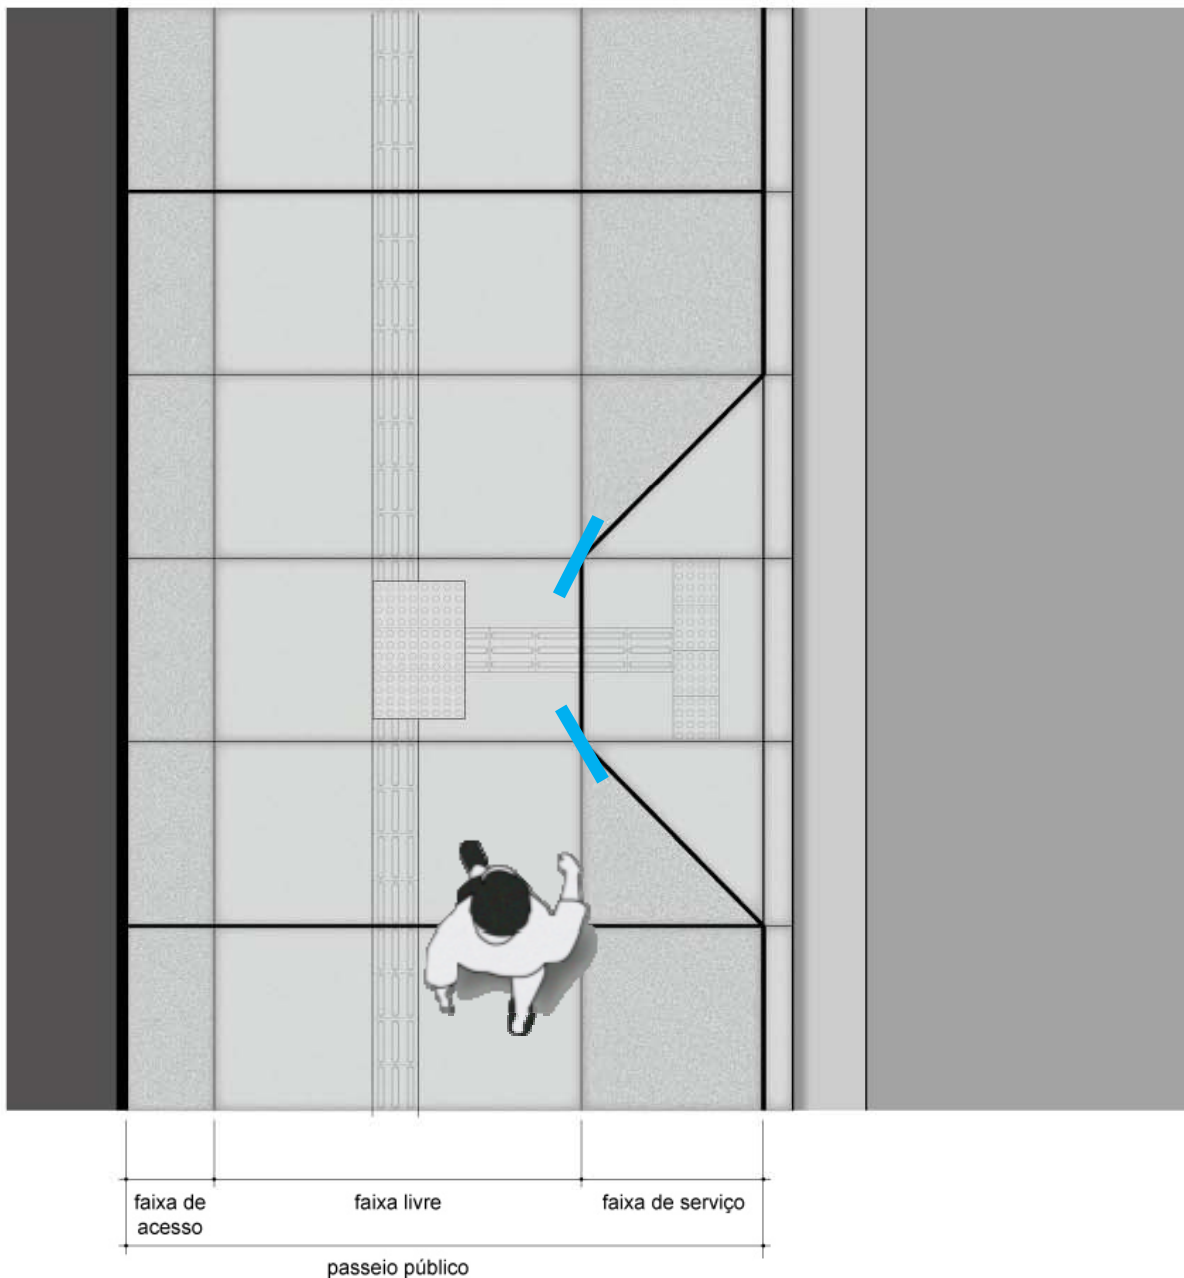 faixa de
acesso
faixa livre
faixa de serviço
passeio público